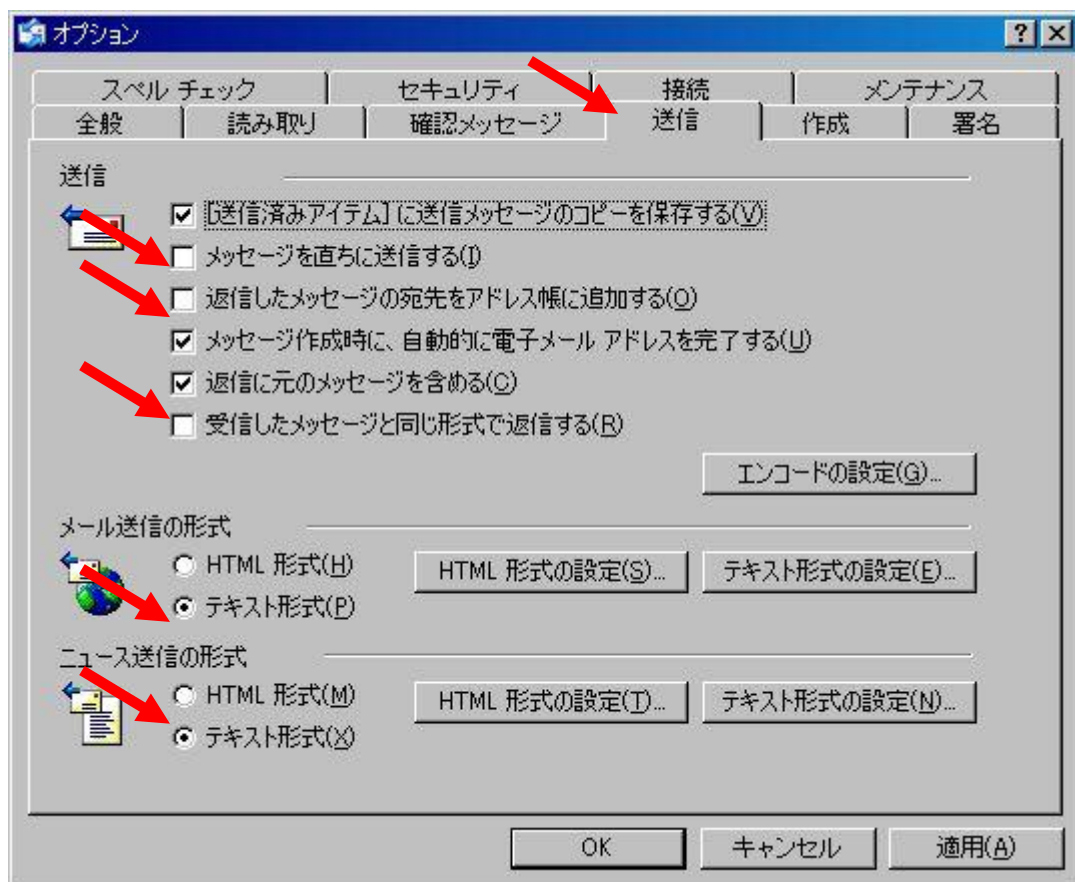 オプション
スペル チェック セキュリティ 接続 メンテナンス
全般 読み取り 確認メッセージ 送信 作成 署名
送信
[送信済みアイテム] に送信メッセージのコピーを保存する(V)
メッセージを直ちに送信する(I)
返信したメッセージの宛先をアドレス帳に追加する(O)
メッセージ作成時に、自動的に電子メール アドレスを完了する(U)
返信に元のメッセージを含める(C)
受信したメッセージと同じ形式で返信する(R)
エンコードの設定(G)...
メール送信の形式
HTML 形式(H) HTML 形式の設定(S)... テキスト形式の設定(E)...
テキスト形式(P)
ニュース送信の形式
HTML 形式(M) HTML 形式の設定(T)... テキスト形式の設定(N)...
テキスト形式(X)
OK キャンセル 適用(A)